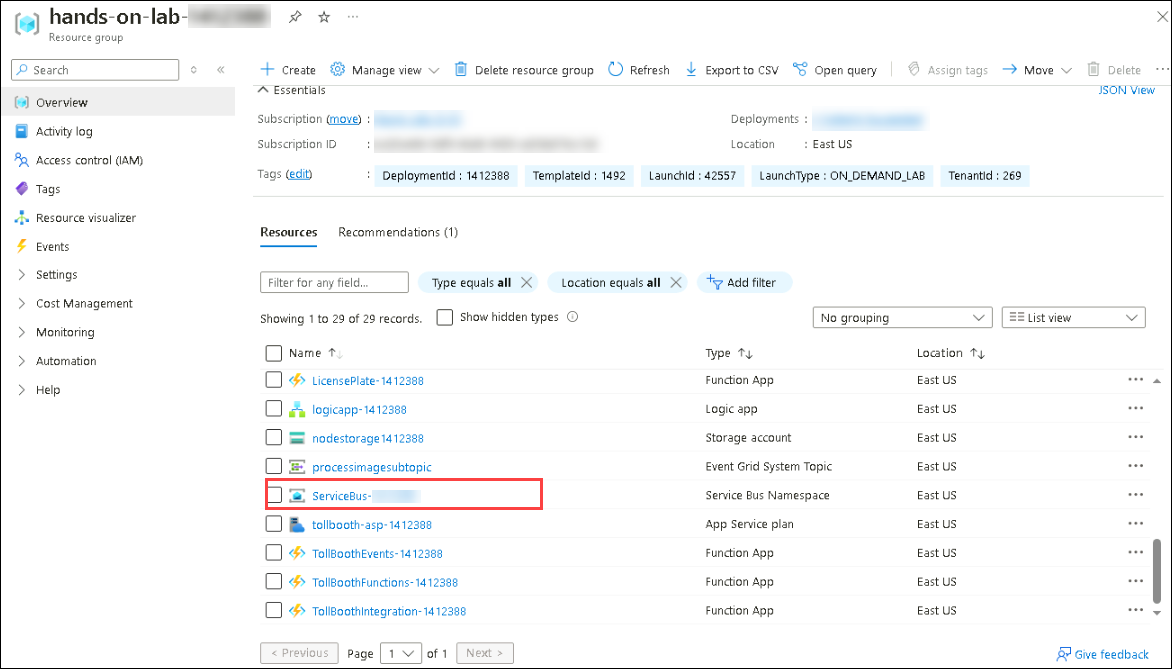 hands-on-lab-
Resource group
Search
Create Manage view Delete resource group Refresh Export to CSV Open query Assign tags Move Delete
Overview
Activity log
Access control (IAM)
Tags
Resource visualizer
Events
Settings
Cost Management
Monitoring
Automation
Help
Essentials JSON View
Subscription (move) : Deployments :
Subscription ID : Location : East US
Tags (edit) : DeploymentId : 1412388 TemplateId : 1492 LaunchId : 42557 LaunchType : ON_DEMAND_LAB TenantId : 269
Resources Recommendations (1)
Filter for any field... Type equals all Location equals all Add filter
Showing 1 to 29 of 29 records. Show hidden types No grouping List view
Name Type Location
LicensePlate-1412388 Function App East US
logicapp-1412388 Logic app East US
nodestorage1412388 Storage account East US
processimagesubtopic Event Grid System Topic East US
ServiceBus- Service Bus Namespace East US
tollbooth-asp-1412388 App Service plan East US
TollBoothEvents-1412388 Function App East US
TollBoothFunctions-1412388 Function App East US
TollBoothIntegration-1412388 Function App East US
< Previous Page 1 of 1 Next >
Give feedback